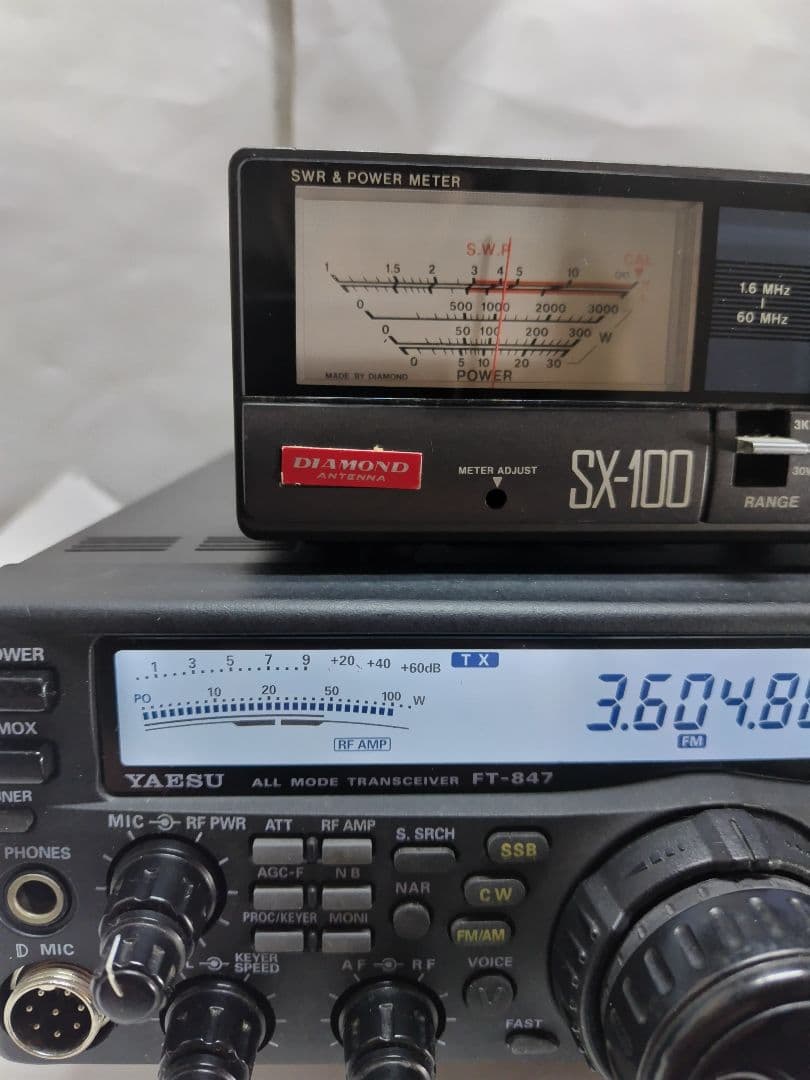 SWR & POWER METER
S.W.R
CAL
1 1.5 2 3 4 5 10
0 500 1000 2000 3000
0 50 100 200 300 W
0 5 10 20 30
MADE BY DIAMOND
POWER
1.6 MHz
60 MHz
DIAMOND
ANTENNA
METER ADJUST
SX-100
3K
30
RANGE
OWER
MOX
NER
PHONES
1 3 5 7 9 +20 +40 +60dB
TX
PO 10 20 50 100 W
RF AMP
3.604.8
FM
YAESU ALL MODE TRANSCEIVER FT-847
MIC RF PWR
ATT RF AMP
S. SRCH
SSB
AGC-F NB
NAR
CW
PROC/KEYER MONI
FM/AM
D MIC
KEYER
SPEED
AF RF
VOICE
FAST